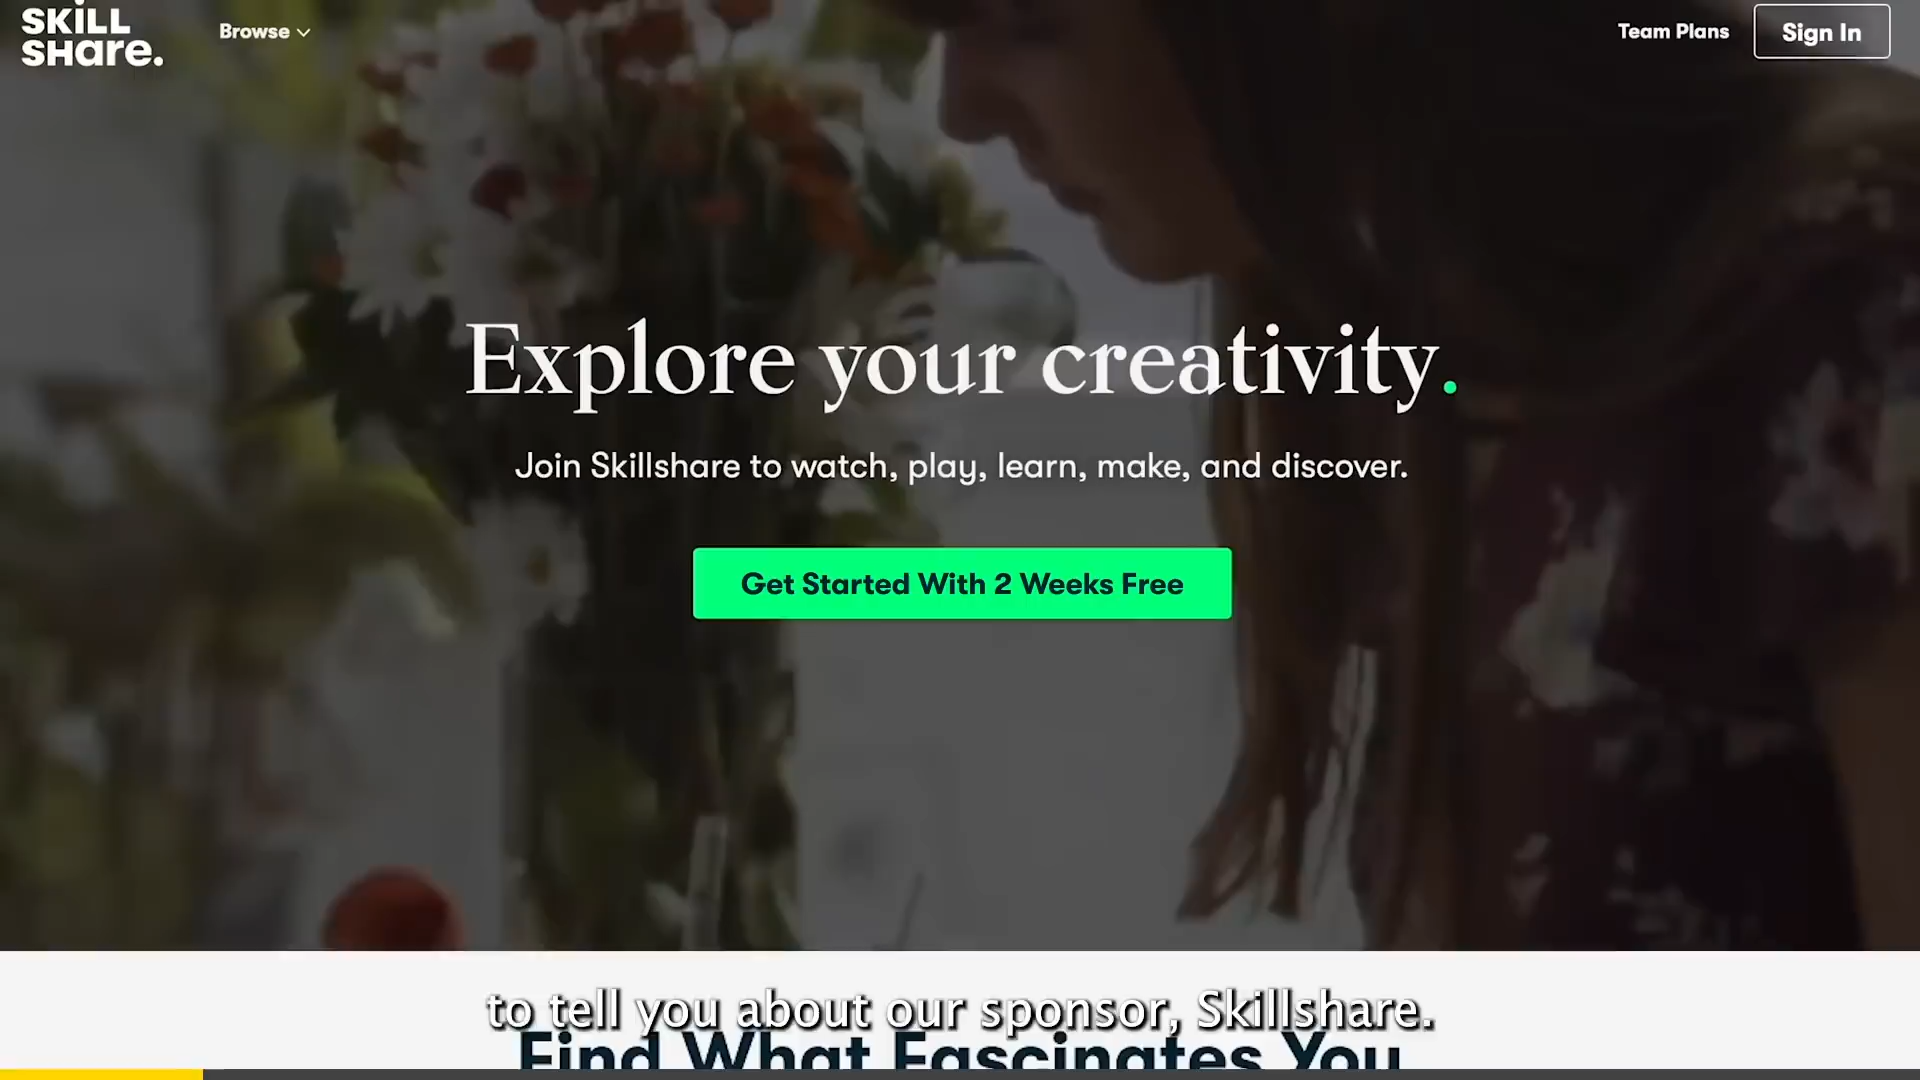 SKiLL
SHare.
Browse
Team Plans
Sign In
Explore your creativity.
Join Skillshare to watch, play, learn, make, and discover.
Get Started With 2 Weeks Free
to tell you about our sponsor, Skillshare.
Find What Fascinates You